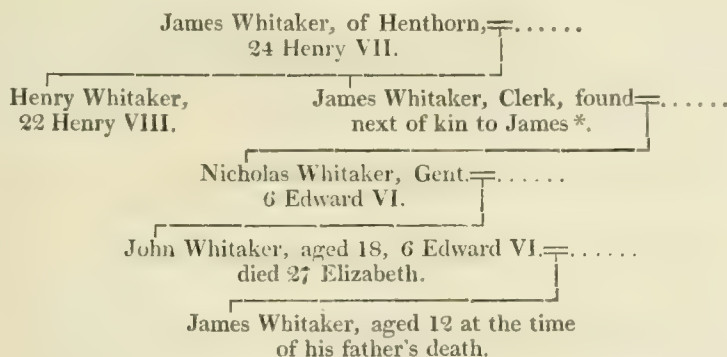 James Whitaker, of Henthorn,=......
24 Henry VII.
Henry Whitaker,
22 Henry VIII.
James Whitaker, Clerk, found=......
next of kin to James *.
Nicholas Whitaker, Gent.=......
6 Edward VI.
John Whitaker, aged 18, 6 Edward VI.=......
died 27 Elizabeth.
James Whitaker, aged 12 at the time
of his father's death.